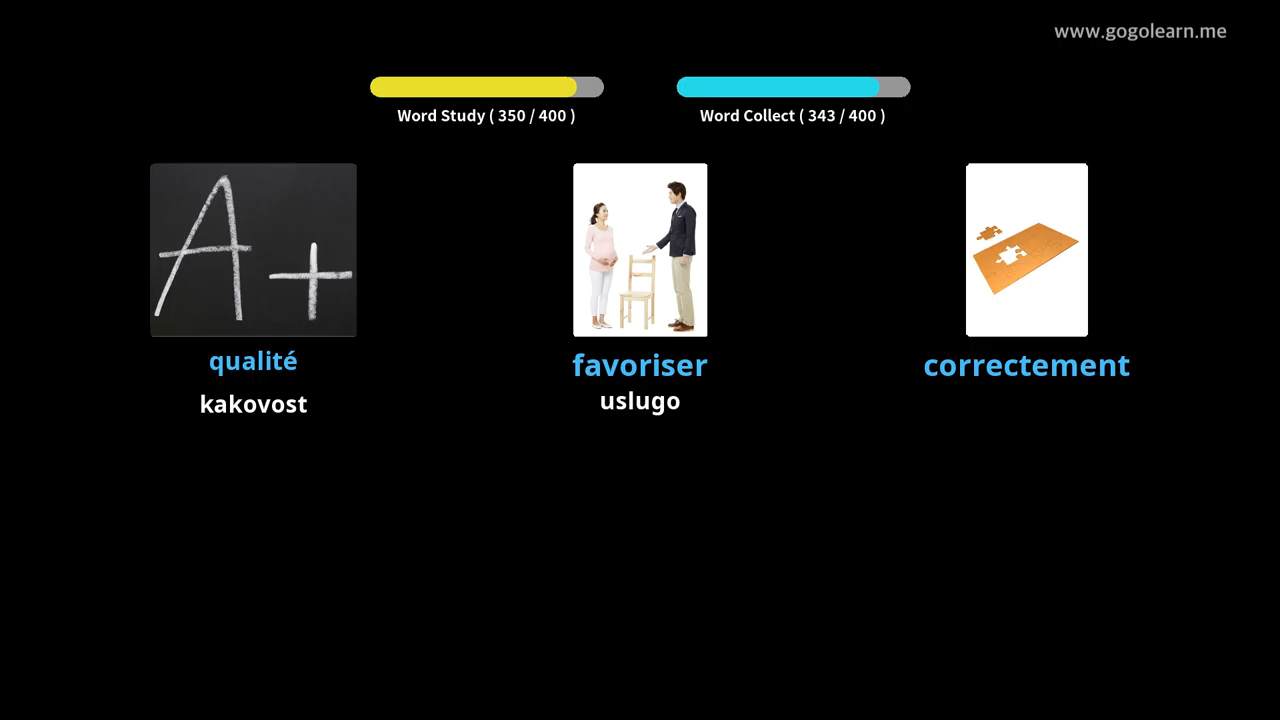 www.gogolearn.me
Word Study ( 350 / 400 )
Word Collect ( 343 / 400 )
A+
qualité
favoriser
correctement
kakovost
uslugo